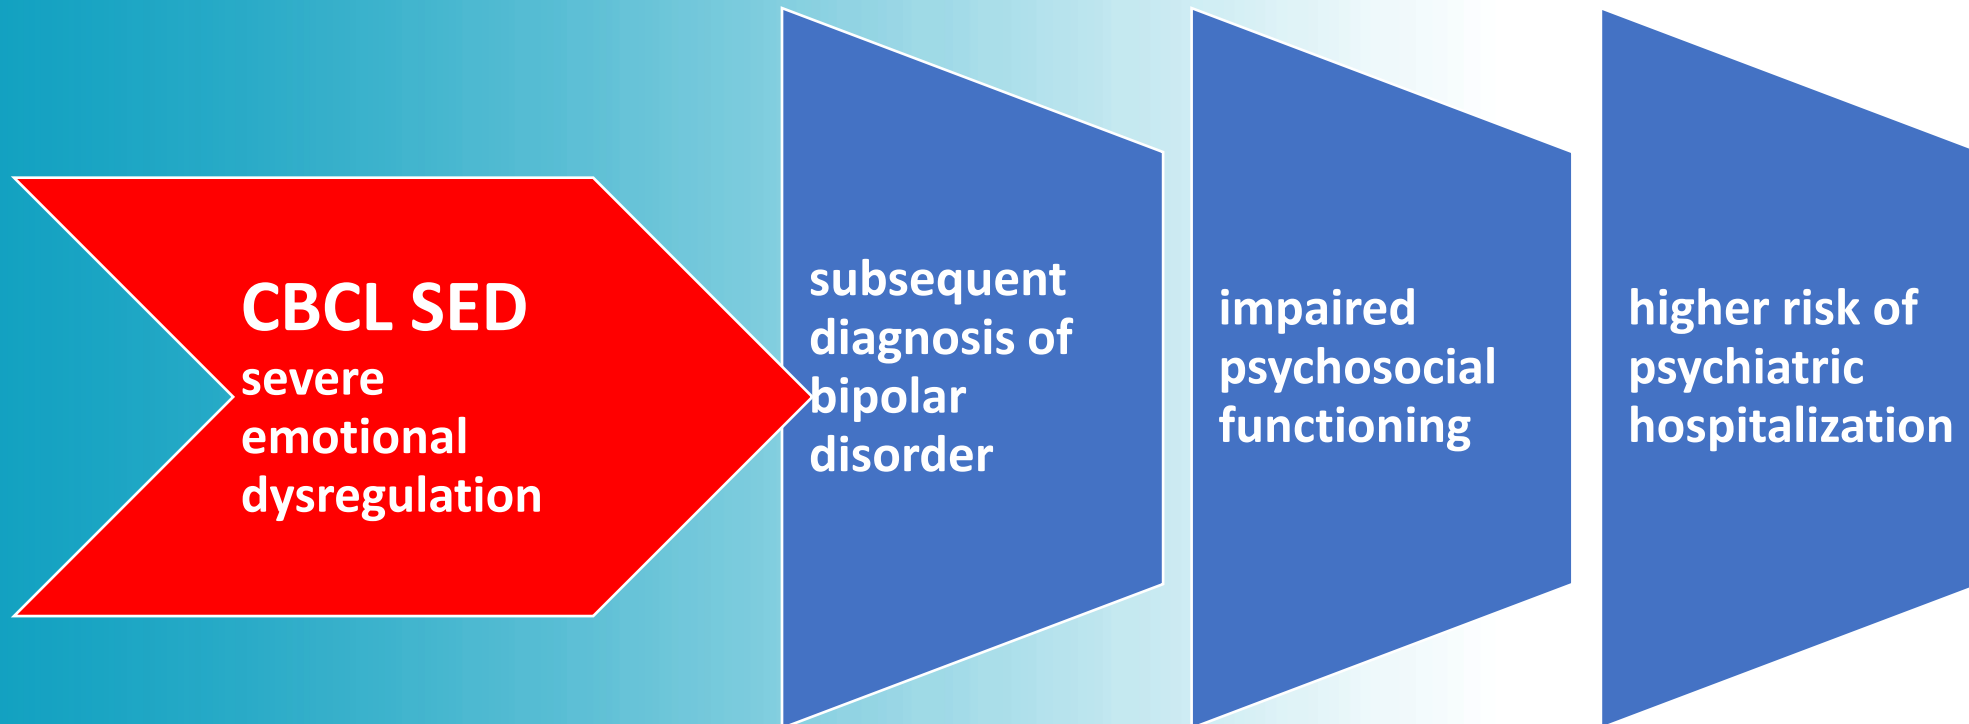 CBCL SED
severe
emotional
dysregulation
subsequent
diagnosis of
bipolar
disorder
impaired
psychosocial
functioning
higher risk of
psychiatric
hospitalization